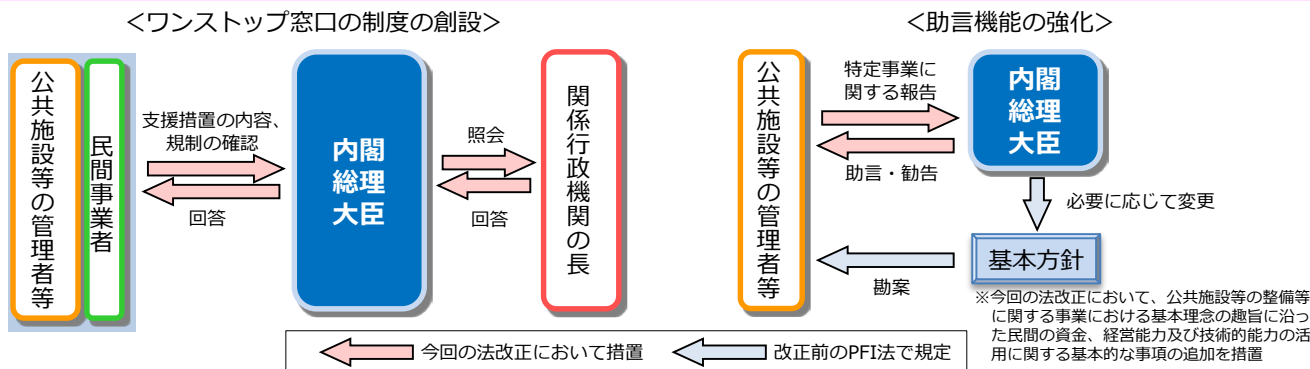 <ワンストップ窓口の制度の創設>
公共施設等の管理者等
民間事業者
支援措置の内容、
規制の確認
回答
内閣
総理
大臣
照会
回答
関係行政機関の長
<助言機能の強化>
公共施設等の管理者等
特定事業に
関する報告
助言・勧告
内閣
総理
大臣
必要に応じて変更
基本方針
勘案
※今回の法改正において、公共施設等の整備等
に関する事業における基本理念の趣旨に沿っ
た民間の資金、経営能力及び技術的能力の活
用に関する基本的な事項の追加を措置
今回の法改正において措置
改正前のPFI法で規定